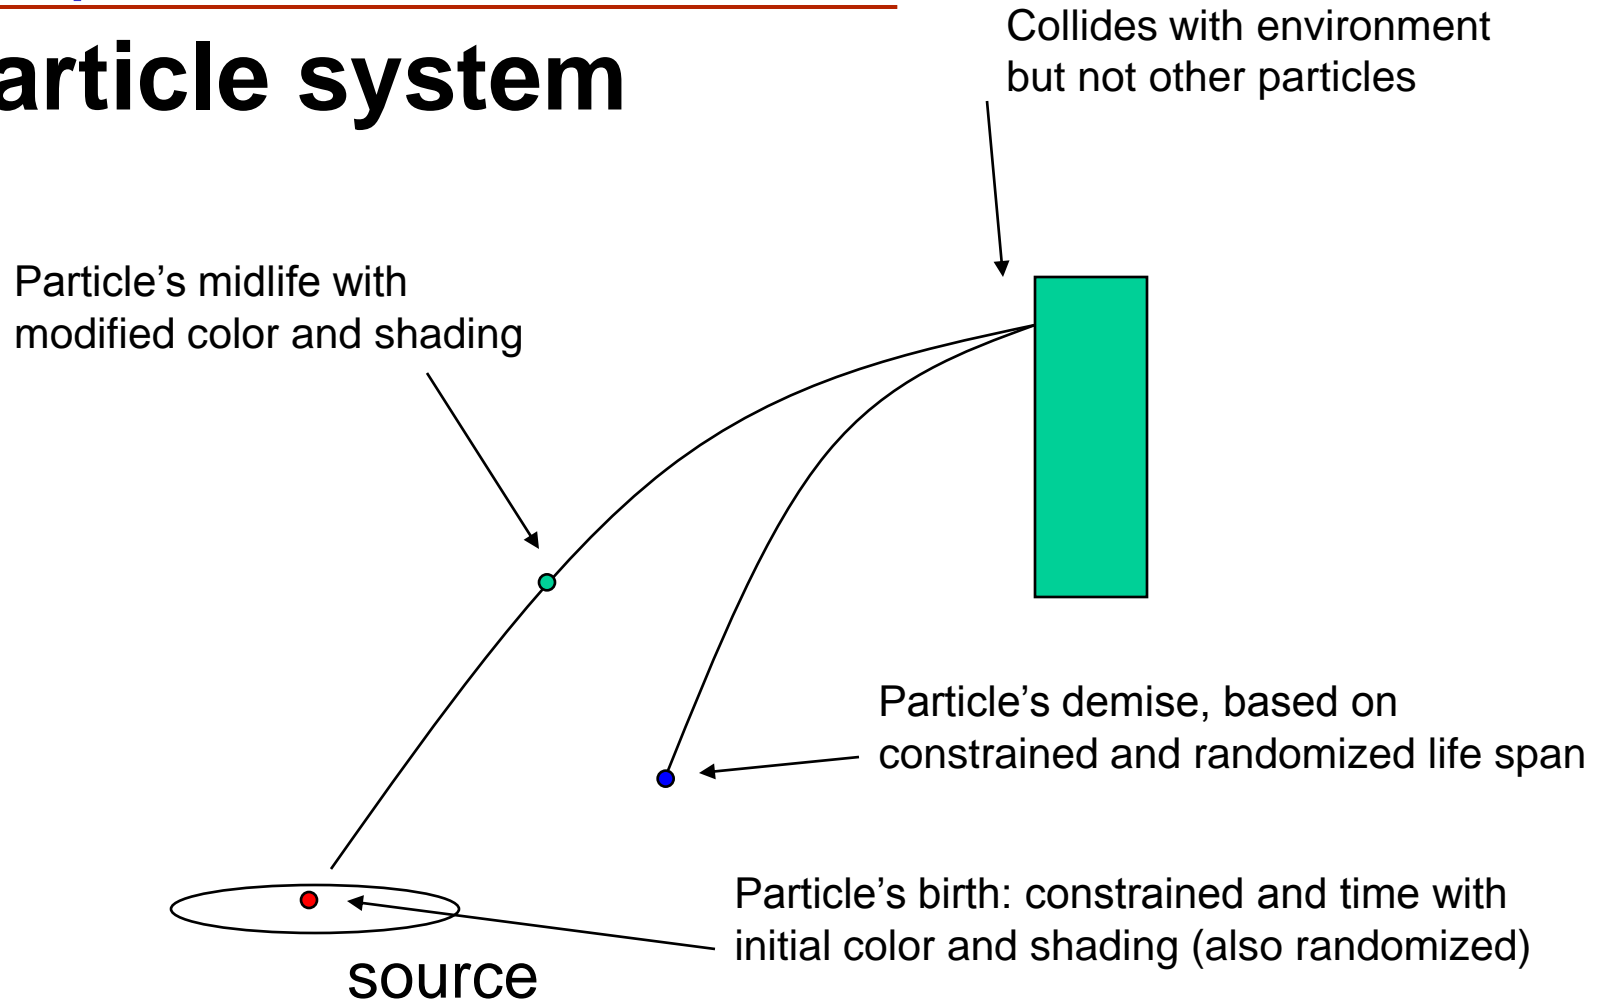 article system
Collides with environment
but not other particles
Particle’s midlife with
modified color and shading
Particle’s demise, based on
constrained and randomized life span
Particle’s birth: constrained and time with
initial color and shading (also randomized)
source